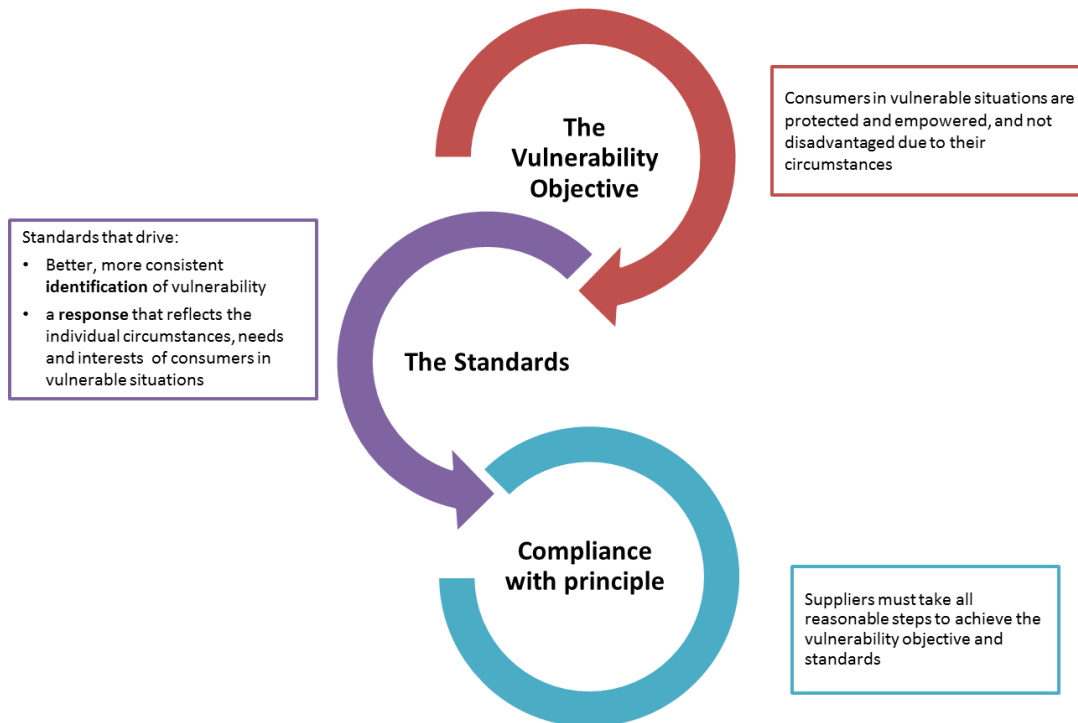 The
Vulnerability
Objective
Consumers in vulnerable situations are
protected and empowered, and not
disadvantaged due to their
circumstances
Standards that drive:
• Better, more consistent
identification of vulnerability
• a response that reflects the
individual circumstances, needs
and interests of consumers in
vulnerable situations
The Standards
Compliance
with principle
Suppliers must take all
reasonable steps to achieve the
vulnerability objective and
standards